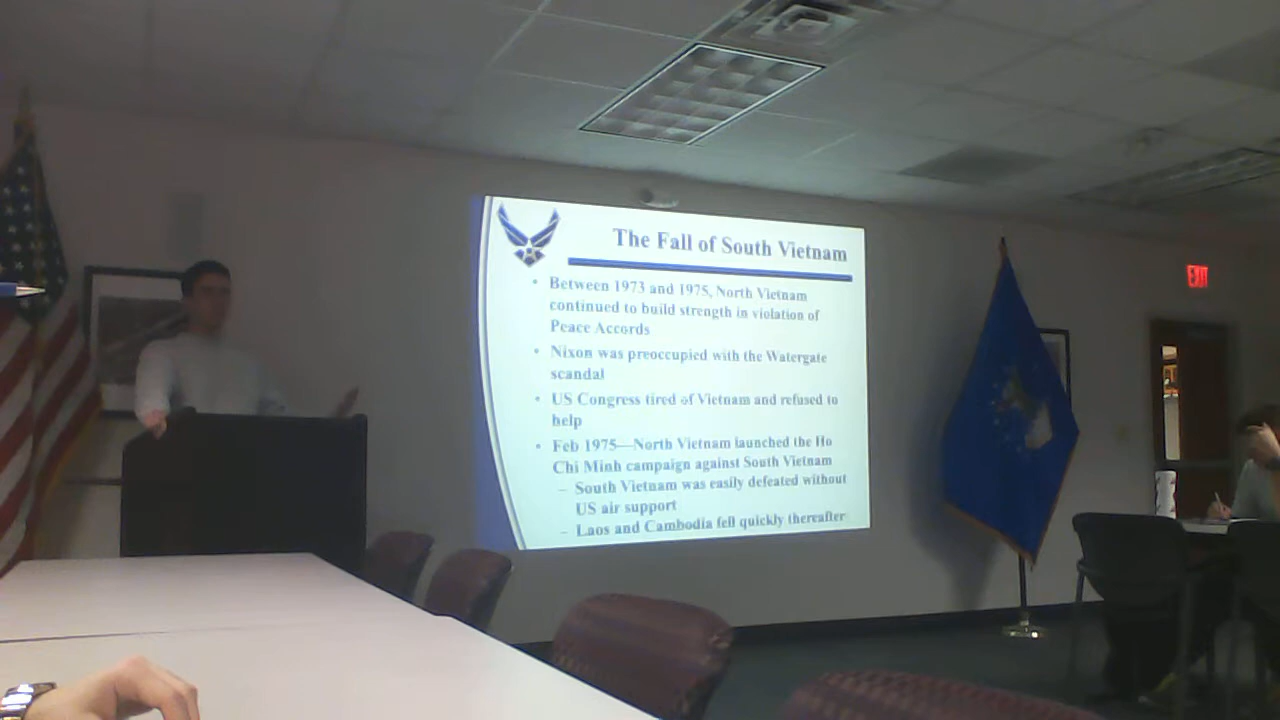 The Fall of South Vietnam
• Between 1973 and 1975, North Vietnam
continued to build strength in violation of
Peace Accords
• Nixon was preoccupied with the Watergate
scandal
• US Congress tired of Vietnam and refused to
help
• Feb 1975—North Vietnam launched the Ho
Chi Minh campaign against South Vietnam
– South Vietnam was easily defeated without
US air support
– Laos and Cambodia fell quickly thereafter
EXIT